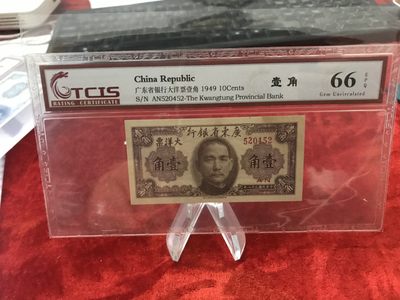 TCIS
RATING CERTIFICATE
China Republic
广东省银行大洋票壹角 1949 10Cents
S/N AN520452-The Kwangtung Provincial Bank
壹角
66
EPQ
Gem Uncirculated
行銀省東廣
票洋大
520452
角壹
角壹